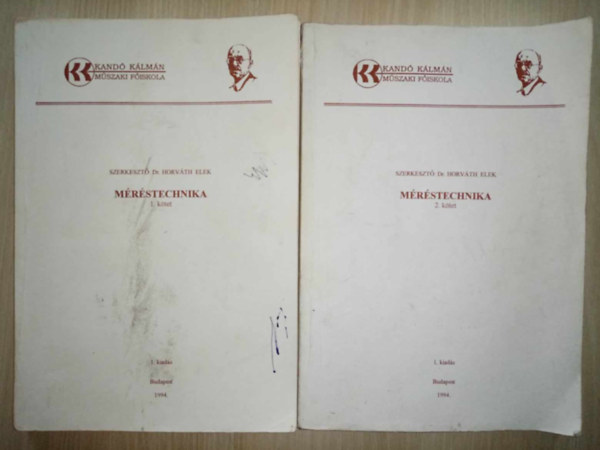 KANDÓ KÁLMÁN
MŰSZAKI FŐISKOLA
SZERKESZTŐ Dr. HORVÁTH ELEK
MÉRÉSTECHNIKA
1. kötet
kiadás
Budapest
1994.
KANDÓ KÁLMÁN
MŰSZAKI FŐISKOLA
SZERKESZTŐ Dr. HORVÁTH ELEK
MÉRÉSTECHNIKA
2. kötet
1. kiadás
Budapest
1994.